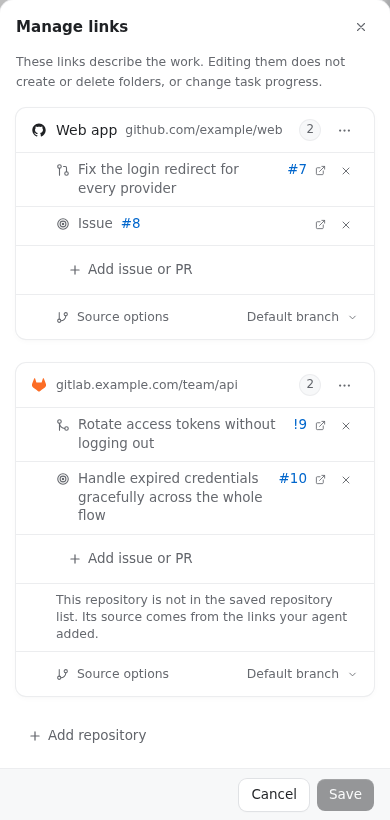 Manage links
These links describe the work. Editing them does not
create or delete folders, or change task progress.
Web app github.com/example/web 2
Fix the login redirect for #7
every provider
Issue #8
Add issue or PR
Source options Default branch
gitlab.example.com/team/api 2
Rotate access tokens without !9
logging out
Handle expired credentials #10
gracefully across the whole
flow
Add issue or PR
This repository is not in the saved repository
list. Its source comes from the links your agent
added.
Source options Default branch
Add repository
Cancel Save